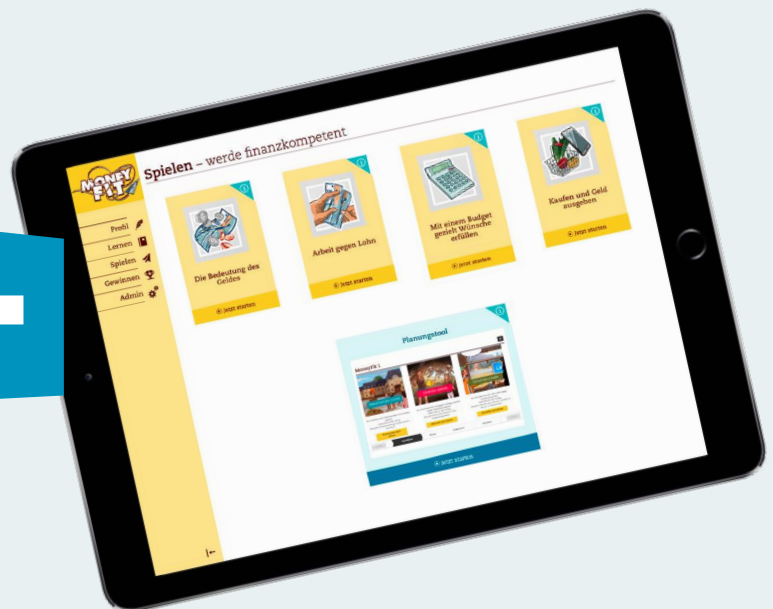 MONEY
FIT
Spielen – werde finanzkompetent
Profil
Lernen
Spielen
Gewinnen
Admin
Die Bedeutung des
Geldes
Jetzt starten
Arbeit gegen Lohn
Jetzt starten
Mit einem Budget
gezielt Wünsche
erfüllen
Jetzt starten
Kaufen und Geld
ausgeben
Jetzt starten
Planungstool
MoneyFit 1
Jetzt starten